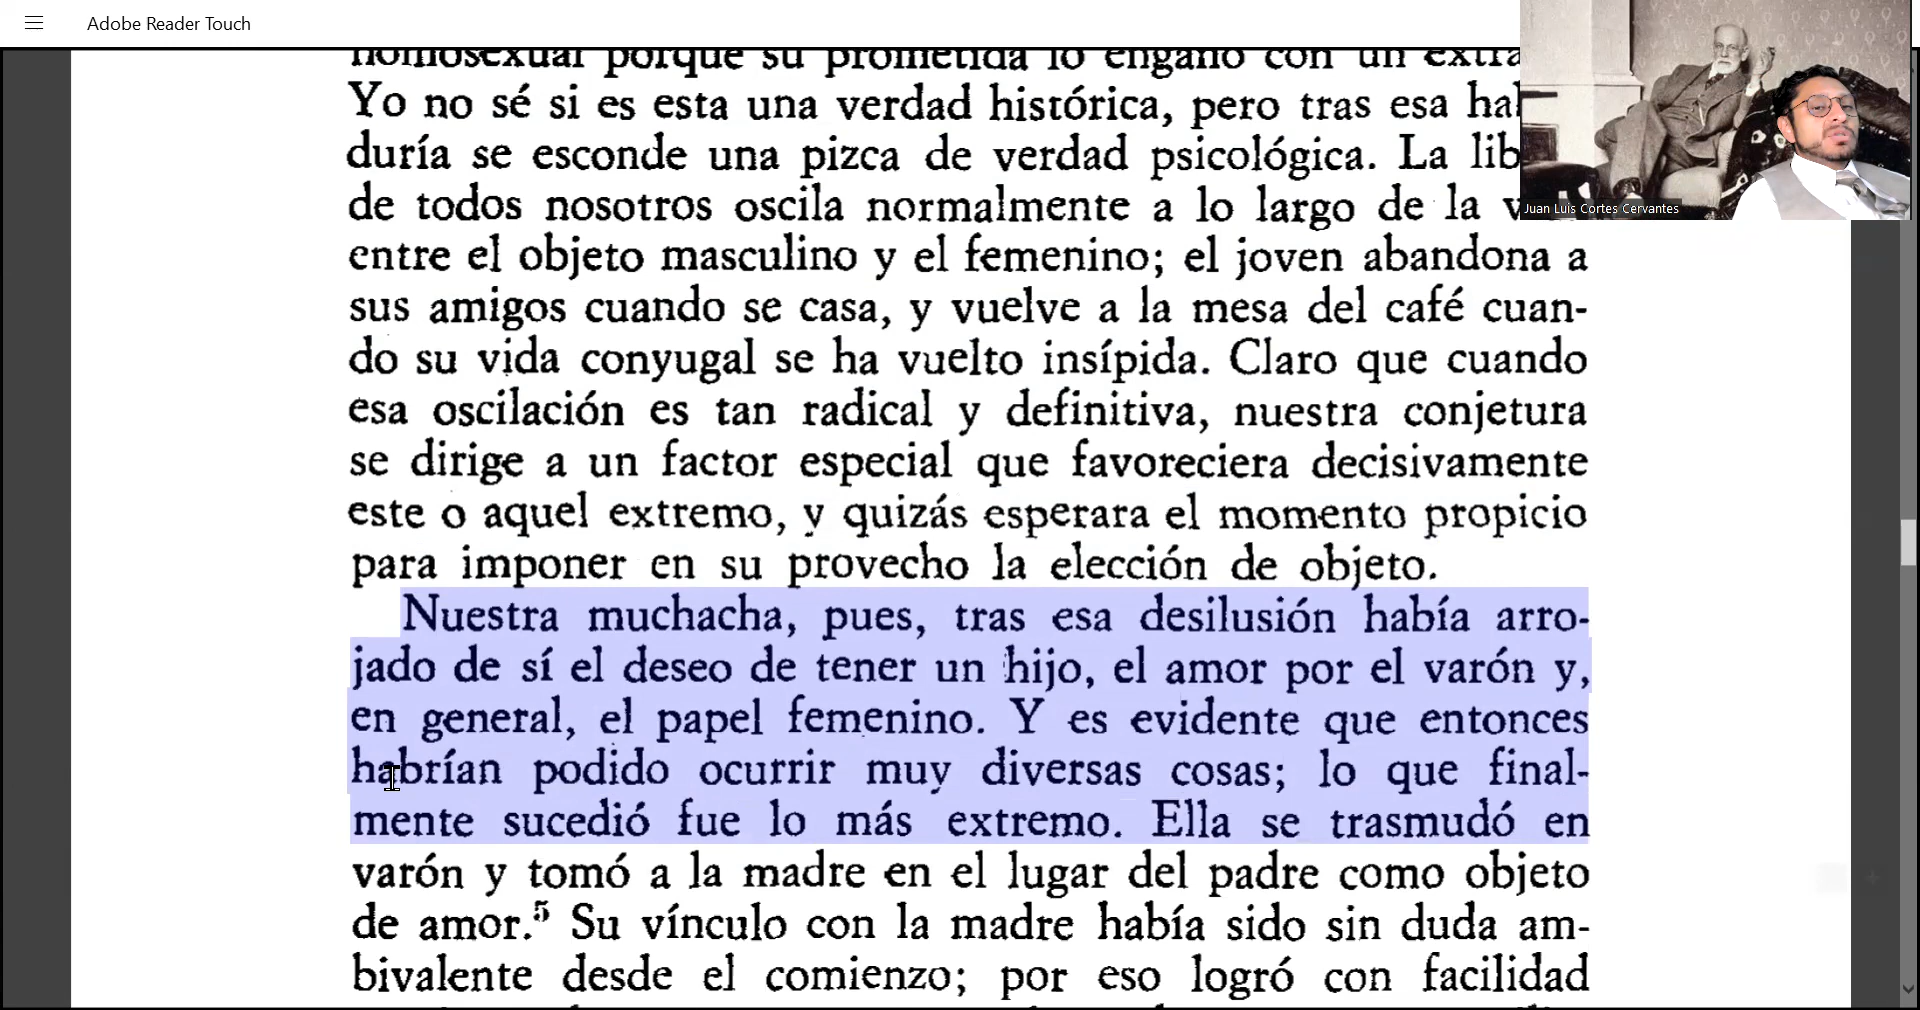 Adobe Reader Touch
homosexual porque su prometida lo engañó con un
Yo no sé si es esta una verdad histórica, pero tras esa
duría se esconde una pizca de verdad psicológica. La
de todos nosotros oscila normalmente a lo largo de la
Juan Luis Cortes Cervantes
entre el objeto masculino y el femenino; el joven abandona a
sus amigos cuando se casa, y vuelve a la mesa del café cuan-
do su vida conyugal se ha vuelto insípida. Claro que cuando
esa oscilación es tan radical y definitiva, nuestra conjetura
se dirige a un factor especial que favoreciera decisivamente
este o aquel extremo, y quizás esperara el momento propicio
para imponer en su provecho la elección de objeto.
Nuestra muchacha, pues, tras esa desilusión había arro-
jado de sí el deseo de tener un hijo, el amor por el varón y,
en general, el papel femenino. Y es evidente que entonces
habrían podido ocurrir muy diversas cosas; lo que final-
mente sucedió fue lo más extremo. Ella se trasmudó en
varón y tomó a la madre en el lugar del padre como objeto
de amor.⁵ Su vínculo con la madre había sido sin duda am-
bivalente desde el comienzo; por eso logró con facilidad